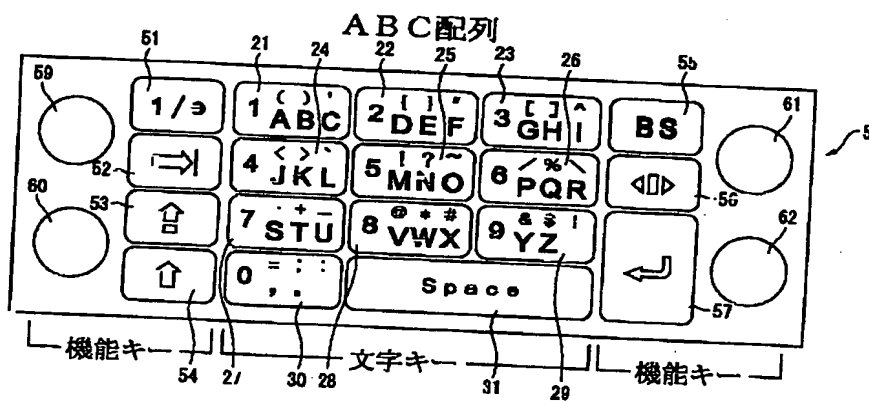 ABC配列
51 21 24 22 25 23 26 55
59 61
1/э 1 ( ) ' ABC 2 { } " DEF 3 [ ] ^ GHI BS
5
52 4 < > ` JKL 5 ! ? ~ MNO 6 / % \ PQR 56
60 53 62
7 . + _ STU 8 @ * # VWX 9 & $ | YZ
0 = ; : , . Space
57
54 27 30 28 31 29
機能キー 文字キー 機能キー